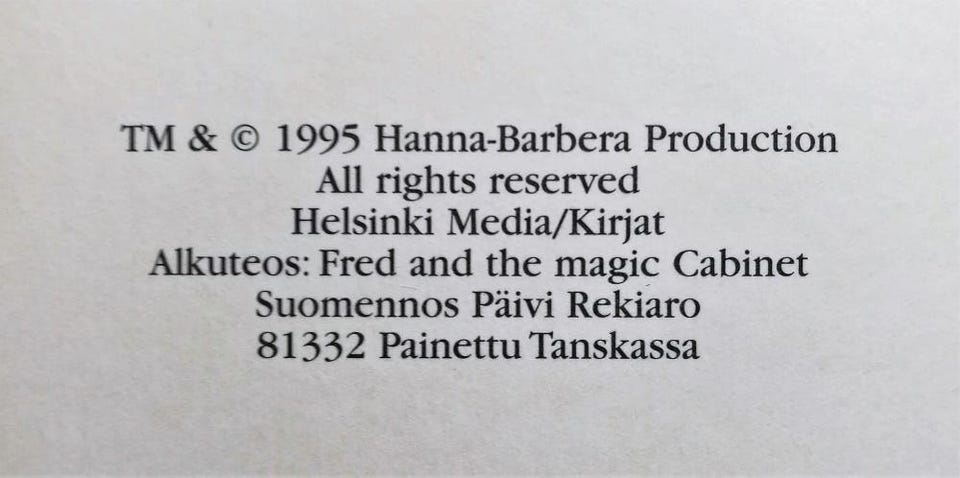 TM & © 1995 Hanna-Barbera Production
All rights reserved
Helsinki Media/Kirjat
Alkuteos: Fred and the magic Cabinet
Suomennos Päivi Rekiaro
81332 Painettu Tanskassa